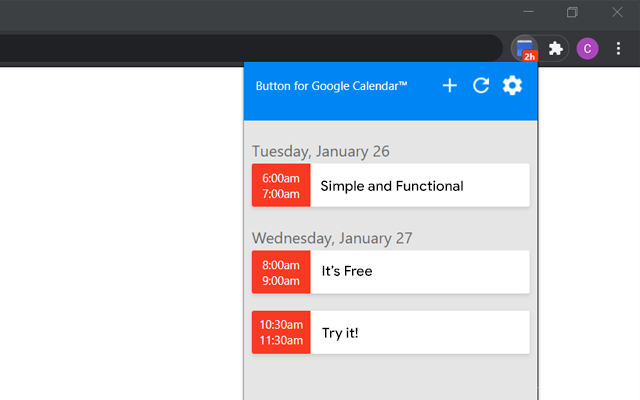 2h
C
Button for Google Calendar™
Tuesday, January 26
6:00am
7:00am
Simple and Functional
Wednesday, January 27
8:00am
9:00am
It's Free
10:30am
11:30am
Try it!